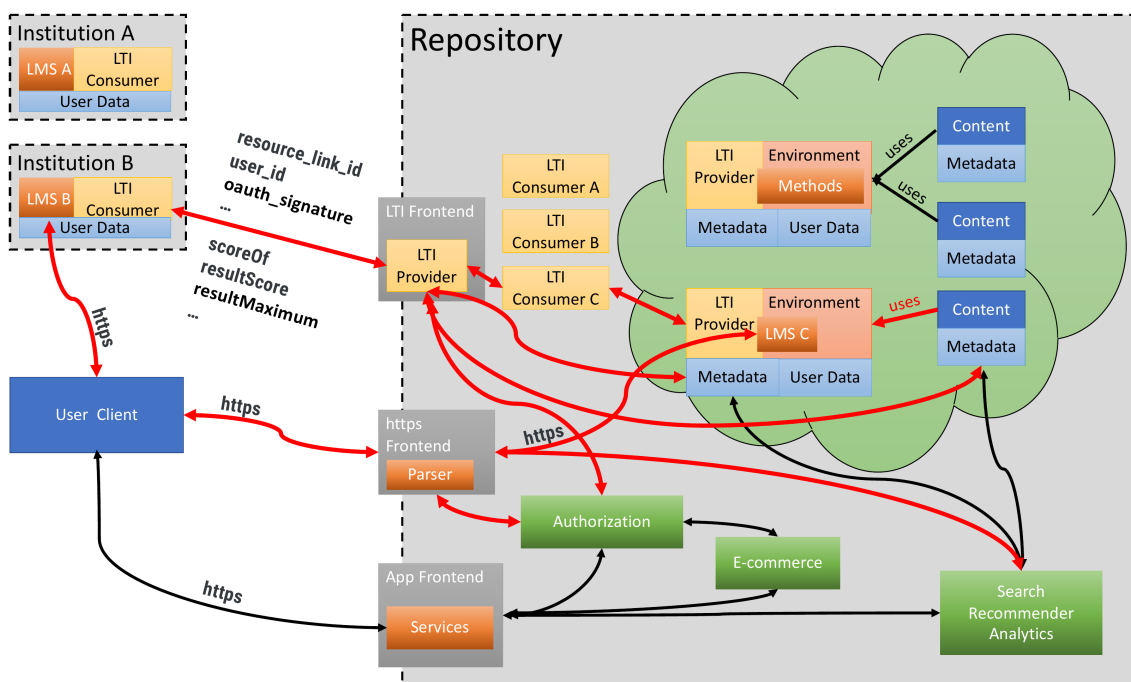 Institution A
LMS A
LTI
Consumer
User Data
Institution B
LMS B
LTI
Consumer
User Data
resource_link_id
user_id
oauth_signature
...
scoreOf
resultScore
resultMaximum
...
https
User Client
https
https
Repository
LTI Frontend
LTI
Provider
LTI
Consumer A
LTI
Consumer B
LTI
Consumer C
LTI
Provider
Environment
Methods
Metadata
User Data
uses
uses
Content
Metadata
Content
Metadata
LTI
Provider
Environment
LMS C
Metadata
User Data
uses
Content
Metadata
https
Frontend
Parser
https
Authorization
E-commerce
App Frontend
Services
Search
Recommender
Analytics